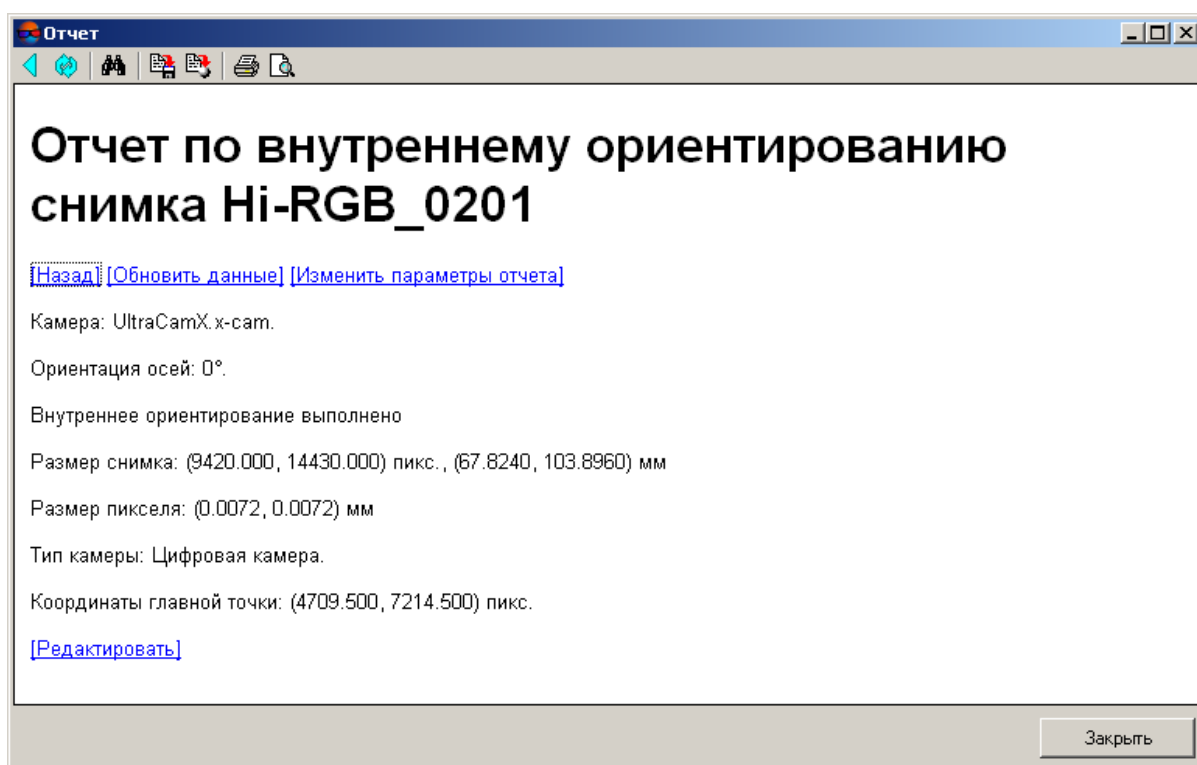 Отчет
Отчет по внутреннему ориентированию
снимка Hi-RGB_0201
[Назад] [Обновить данные] [Изменить параметры отчета]
Камера: UltraCamX.x-cam.
Ориентация осей: 0°.
Внутреннее ориентирование выполнено
Размер снимка: (9420.000, 14430.000) пикс., (67.8240, 103.8960) мм
Размер пикселя: (0.0072, 0.0072) мм
Тип камеры: Цифровая камера.
Координаты главной точки: (4709.500, 7214.500) пикс.
[Редактировать]
Закрыть